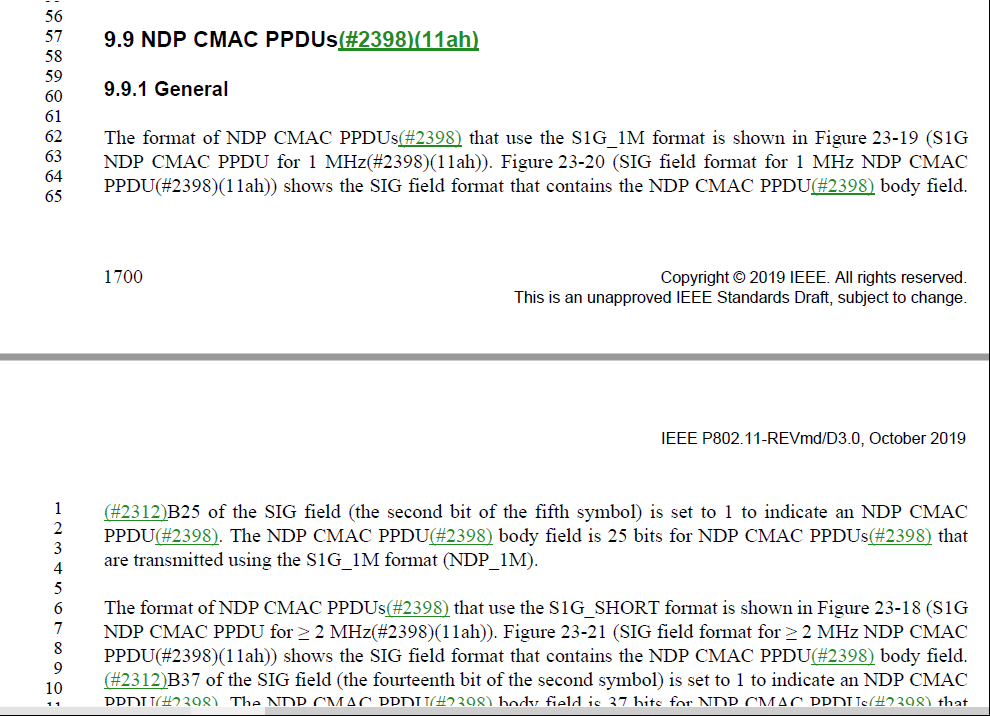 56
57
58
59
60
61
62
63
64
65
9.9 NDP CMAC PPDUs(#2398)(11ah)
9.9.1 General
The format of NDP CMAC PPDUs(#2398) that use the S1G_1M format is shown in Figure 23-19 (S1G
NDP CMAC PPDU for 1 MHz(#2398)(11ah)). Figure 23-20 (SIG field format for 1 MHz NDP CMAC
PPDU(#2398)(11ah)) shows the SIG field format that contains the NDP CMAC PPDU(#2398) body field.
1700
Copyright © 2019 IEEE. All rights reserved.
This is an unapproved IEEE Standards Draft, subject to change.
IEEE P802.11-REVmd/D3.0, October 2019
1
2
3
4
5
6
7
8
9
10
11
(#2312)B25 of the SIG field (the second bit of the fifth symbol) is set to 1 to indicate an NDP CMAC
PPDU(#2398). The NDP CMAC PPDU(#2398) body field is 25 bits for NDP CMAC PPDUs(#2398) that
are transmitted using the S1G_1M format (NDP_1M).
The format of NDP CMAC PPDUs(#2398) that use the S1G_SHORT format is shown in Figure 23-18 (S1G
NDP CMAC PPDU for ≥ 2 MHz(#2398)(11ah)). Figure 23-21 (SIG field format for ≥ 2 MHz NDP CMAC
PPDU(#2398)(11ah)) shows the SIG field format that contains the NDP CMAC PPDU(#2398) body field.
(#2312)B37 of the SIG field (the fourteenth bit of the second symbol) is set to 1 to indicate an NDP CMAC
PPDU(#2398). The NDP CMAC PPDU(#2398) body field is 37 bits for NDP CMAC PPDUs(#2398) that